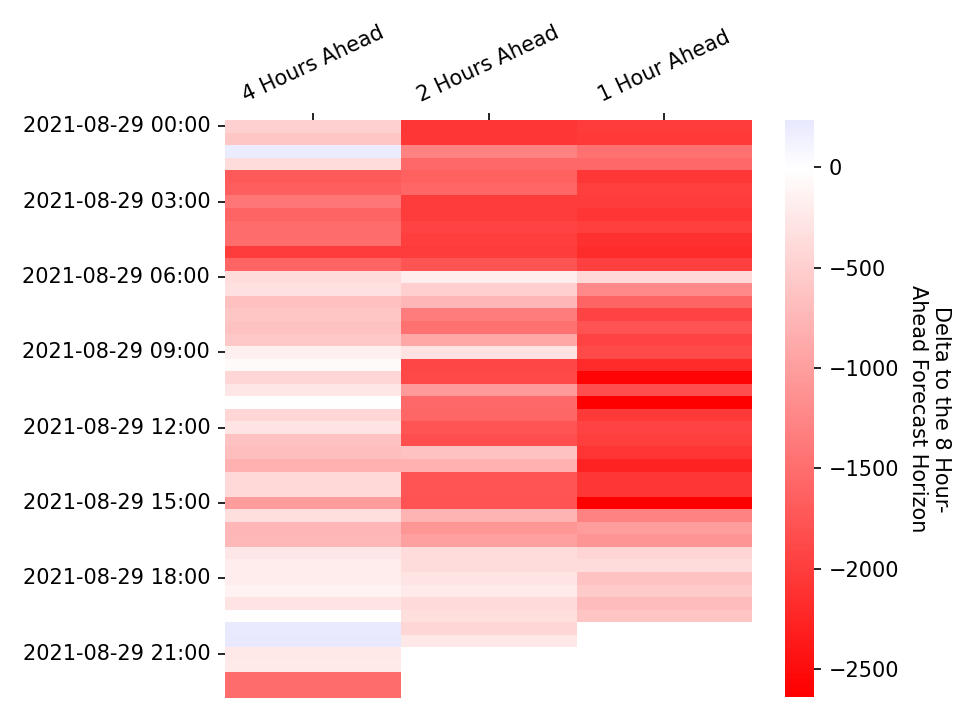 4 Hours Ahead
2 Hours Ahead
1 Hour Ahead
2021-08-29 00:00
2021-08-29 03:00
2021-08-29 06:00
2021-08-29 09:00
2021-08-29 12:00
2021-08-29 15:00
2021-08-29 18:00
2021-08-29 21:00
0
−500
−1000
−1500
−2000
−2500
Delta to the 8 Hour-
Ahead Forecast Horizon